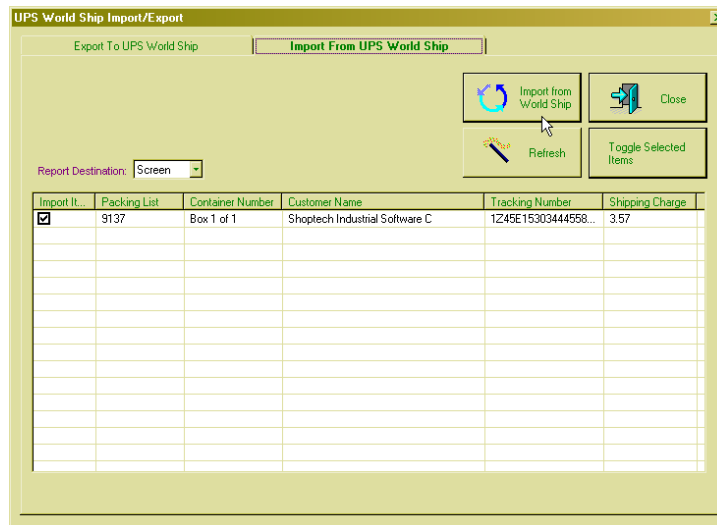 UPS World Ship Import/Export
Export To UPS World Ship
Import From UPS World Ship
Import from
World Ship
Close
Refresh
Toggle Selected
Items
Report Destination: Screen
Import It... Packing List Container Number Customer Name Tracking Number Shipping Charge
9137 Box 1 of 1 Shoptech Industrial Software C 1Z45E15303444558... 3.57